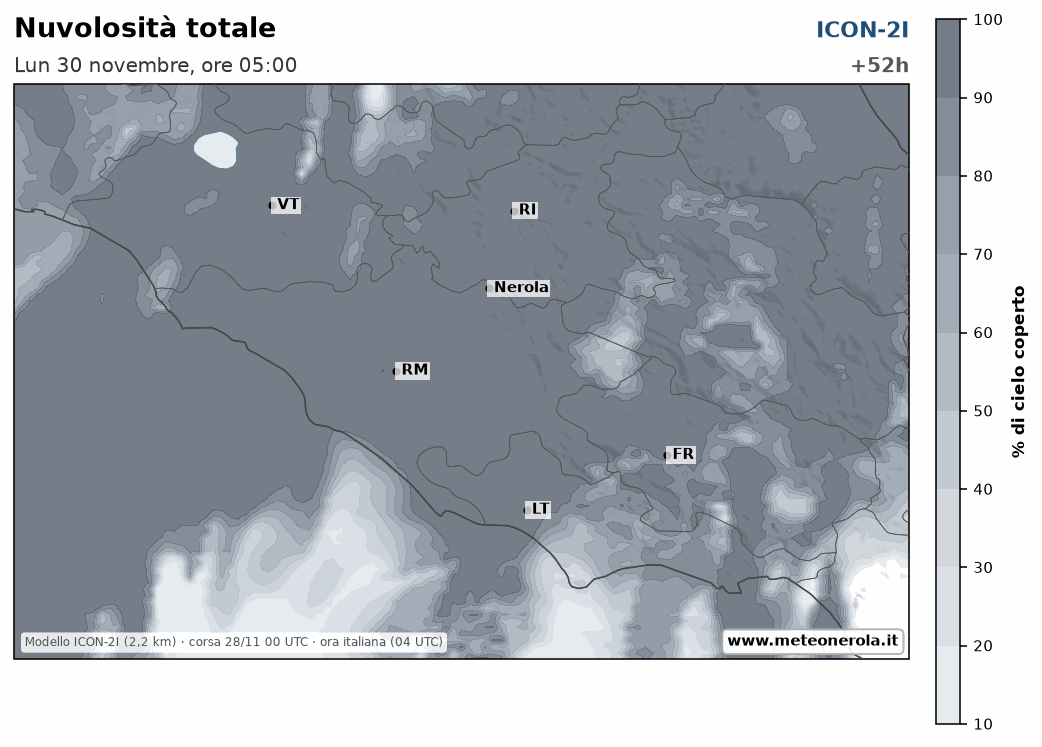 Nuvolosità totale
ICON-2I
Lun 30 novembre, ore 05:00
+52h
VT
RI
Nerola
RM
FR
LT
Modello ICON-2I (2,2 km) · corsa 28/11 00 UTC · ora italiana (04 UTC)
www.meteonerola.it
100
90
80
70
60
50
40
30
20
10
% di cielo coperto